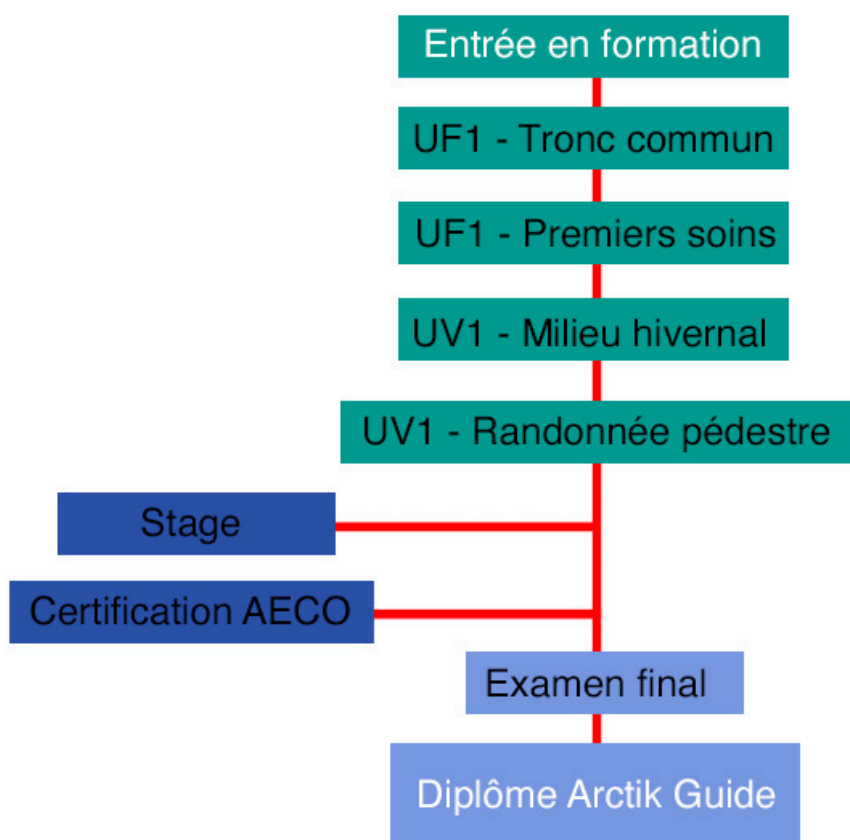 Entrée en formation
UF1 - Tronc commun
UF1 - Premiers soins
UV1 - Milieu hivernal
UV1 - Randonnée pédestre
Stage
Certification AECO
Examen final
Diplôme Arctik Guide